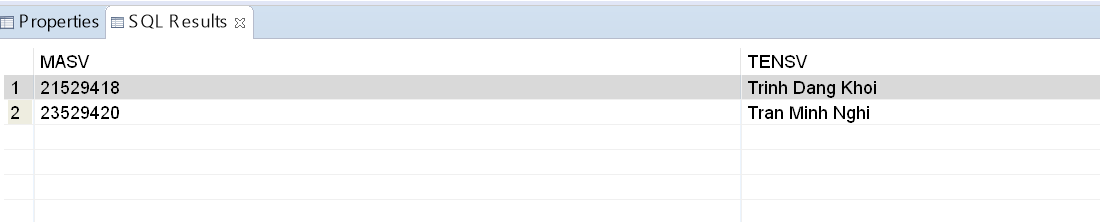 Properties SQL Results
MASV TENSV
1 21529418 Trinh Dang Khoi
2 23529420 Tran Minh Nghi